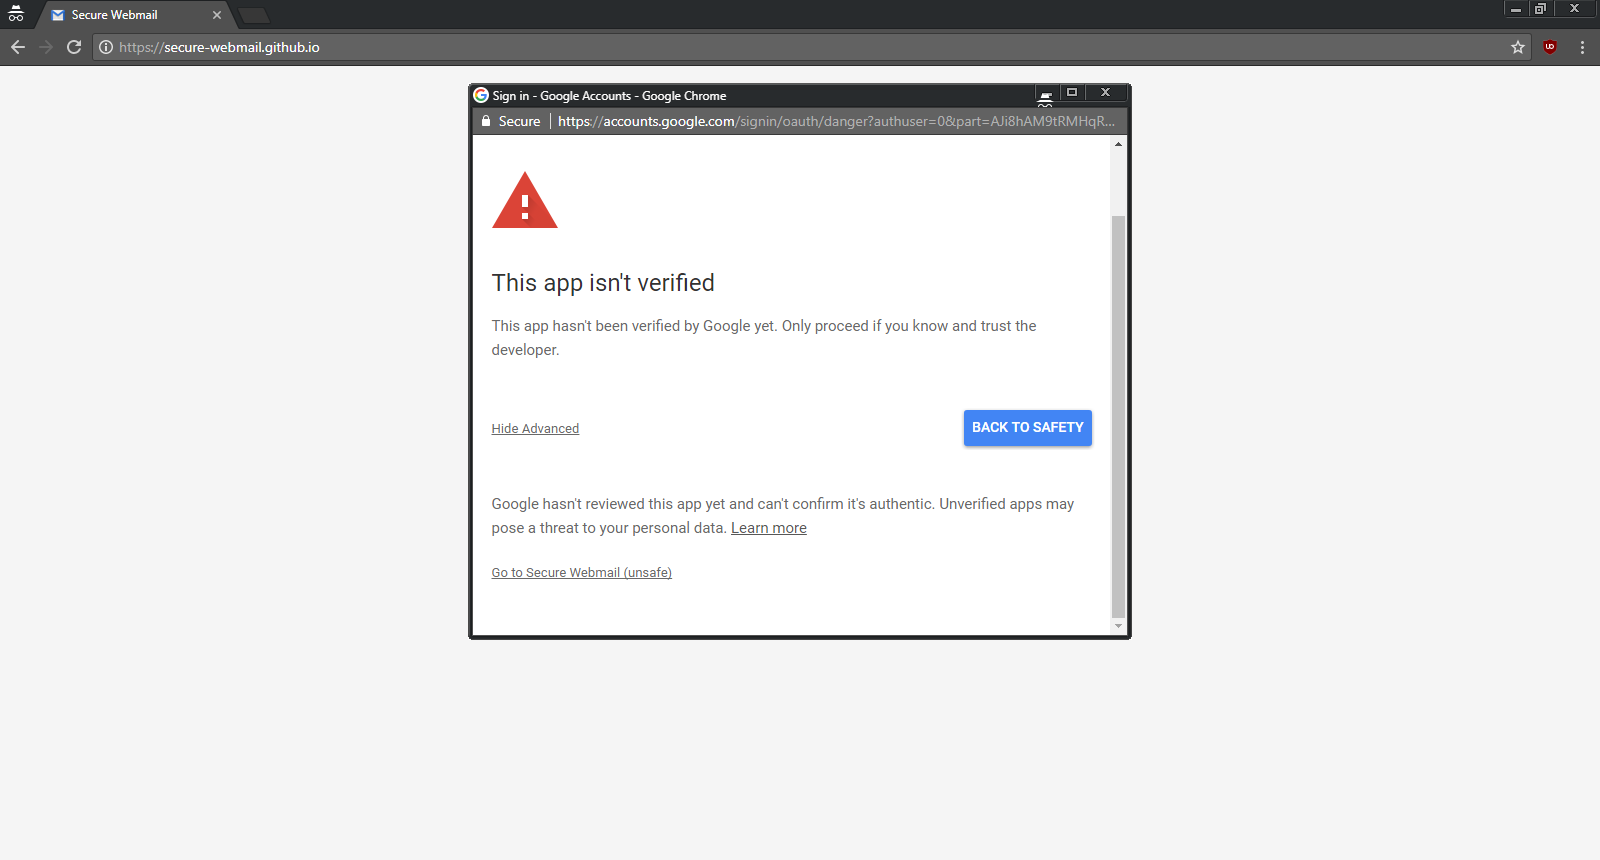 Secure Webmail
https://secure-webmail.github.io
Sign in - Google Accounts - Google Chrome
Secure https://accounts.google.com/signin/oauth/danger?authuser=0&part=AJi8hAM9tRMHqR...
This app isn't verified
This app hasn't been verified by Google yet. Only proceed if you know and trust the
developer.
Hide Advanced
BACK TO SAFETY
Google hasn't reviewed this app yet and can't confirm it's authentic. Unverified apps may
pose a threat to your personal data. Learn more
Go to Secure Webmail (unsafe)